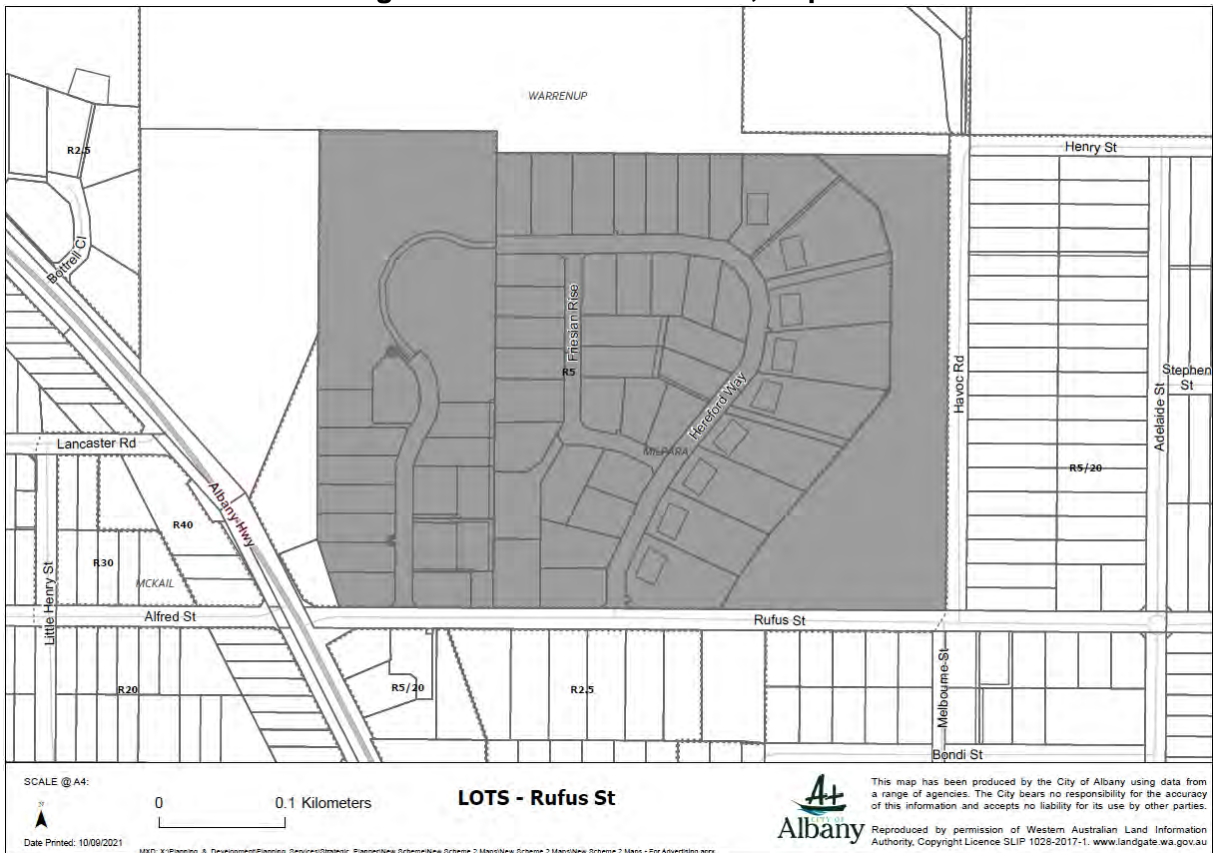 WARRENUP
R2.5
Henry St
Bottrell Cl
Friesian Rise
R5
Hereford Way
Havoc Rd
Stephen
St
Adelaide St
Lancaster Rd
MILPARA
R5/20
Albany Hwy
R40
R30
MCKAIL
Little Henry St
Alfred St
Rufus St
R20
R5/20
R2.5
Melbourne St
Bondi St
SCALE @ A4:
0 0.1 Kilometers
Date Printed: 10/09/2021
LOTS - Rufus St
CITY OF
Albany
This map has been produced by the City of Albany using data from
a range of agencies. The City bears no responsibility for the accuracy
of this information and accepts no liability for its use by other parties.
Reproduced by permission of Western Australian Land Information
Authority, Copyright Licence SLIP 1028-2017-1. www.landgate.wa.gov.au